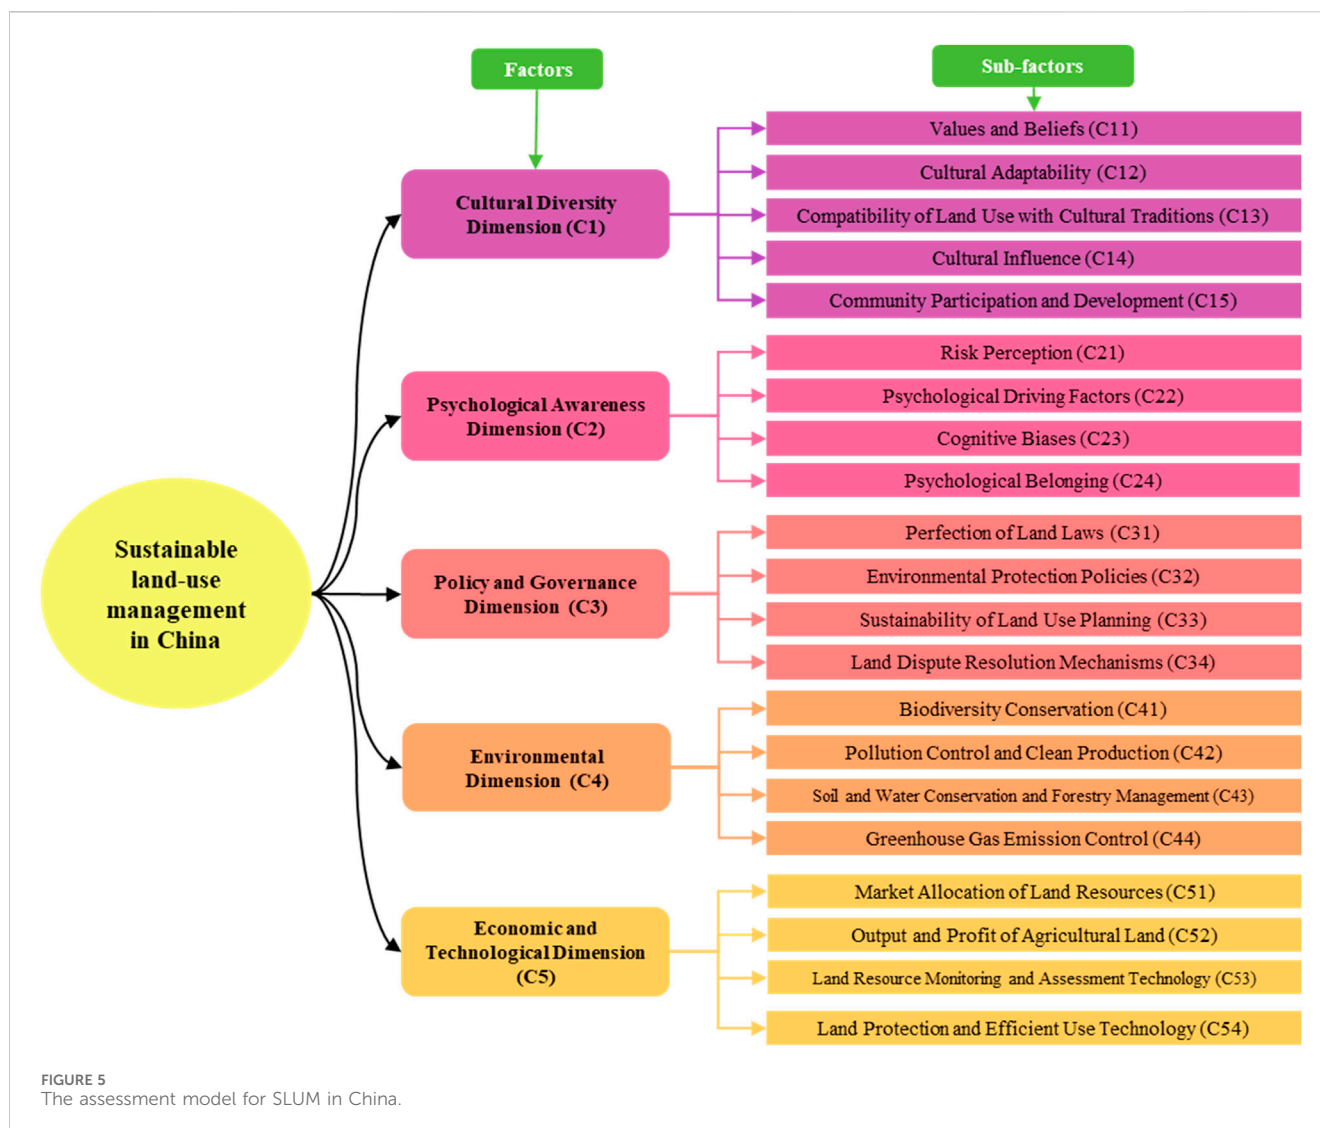 Factors
Sub-factors
Sustainable
land-use
management
in China
Cultural Diversity
Dimension (C1)
Values and Beliefs (C11)
Cultural Adaptability (C12)
Compatibility of Land Use with Cultural Traditions (C13)
Cultural Influence (C14)
Community Participation and Development (C15)
Psychological Awareness
Dimension (C2)
Risk Perception (C21)
Psychological Driving Factors (C22)
Cognitive Biases (C23)
Psychological Belonging (C24)
Policy and Governance
Dimension (C3)
Perfection of Land Laws (C31)
Environmental Protection Policies (C32)
Sustainability of Land Use Planning (C33)
Land Dispute Resolution Mechanisms (C34)
Environmental
Dimension (C4)
Biodiversity Conservation (C41)
Pollution Control and Clean Production (C42)
Soil and Water Conservation and Forestry Management (C43)
Greenhouse Gas Emission Control (C44)
Economic and
Technological Dimension
(C5)
Market Allocation of Land Resources (C51)
Output and Profit of Agricultural Land (C52)
Land Resource Monitoring and Assessment Technology (C53)
Land Protection and Efficient Use Technology (C54)
FIGURE 5
The assessment model for SLUM in China.